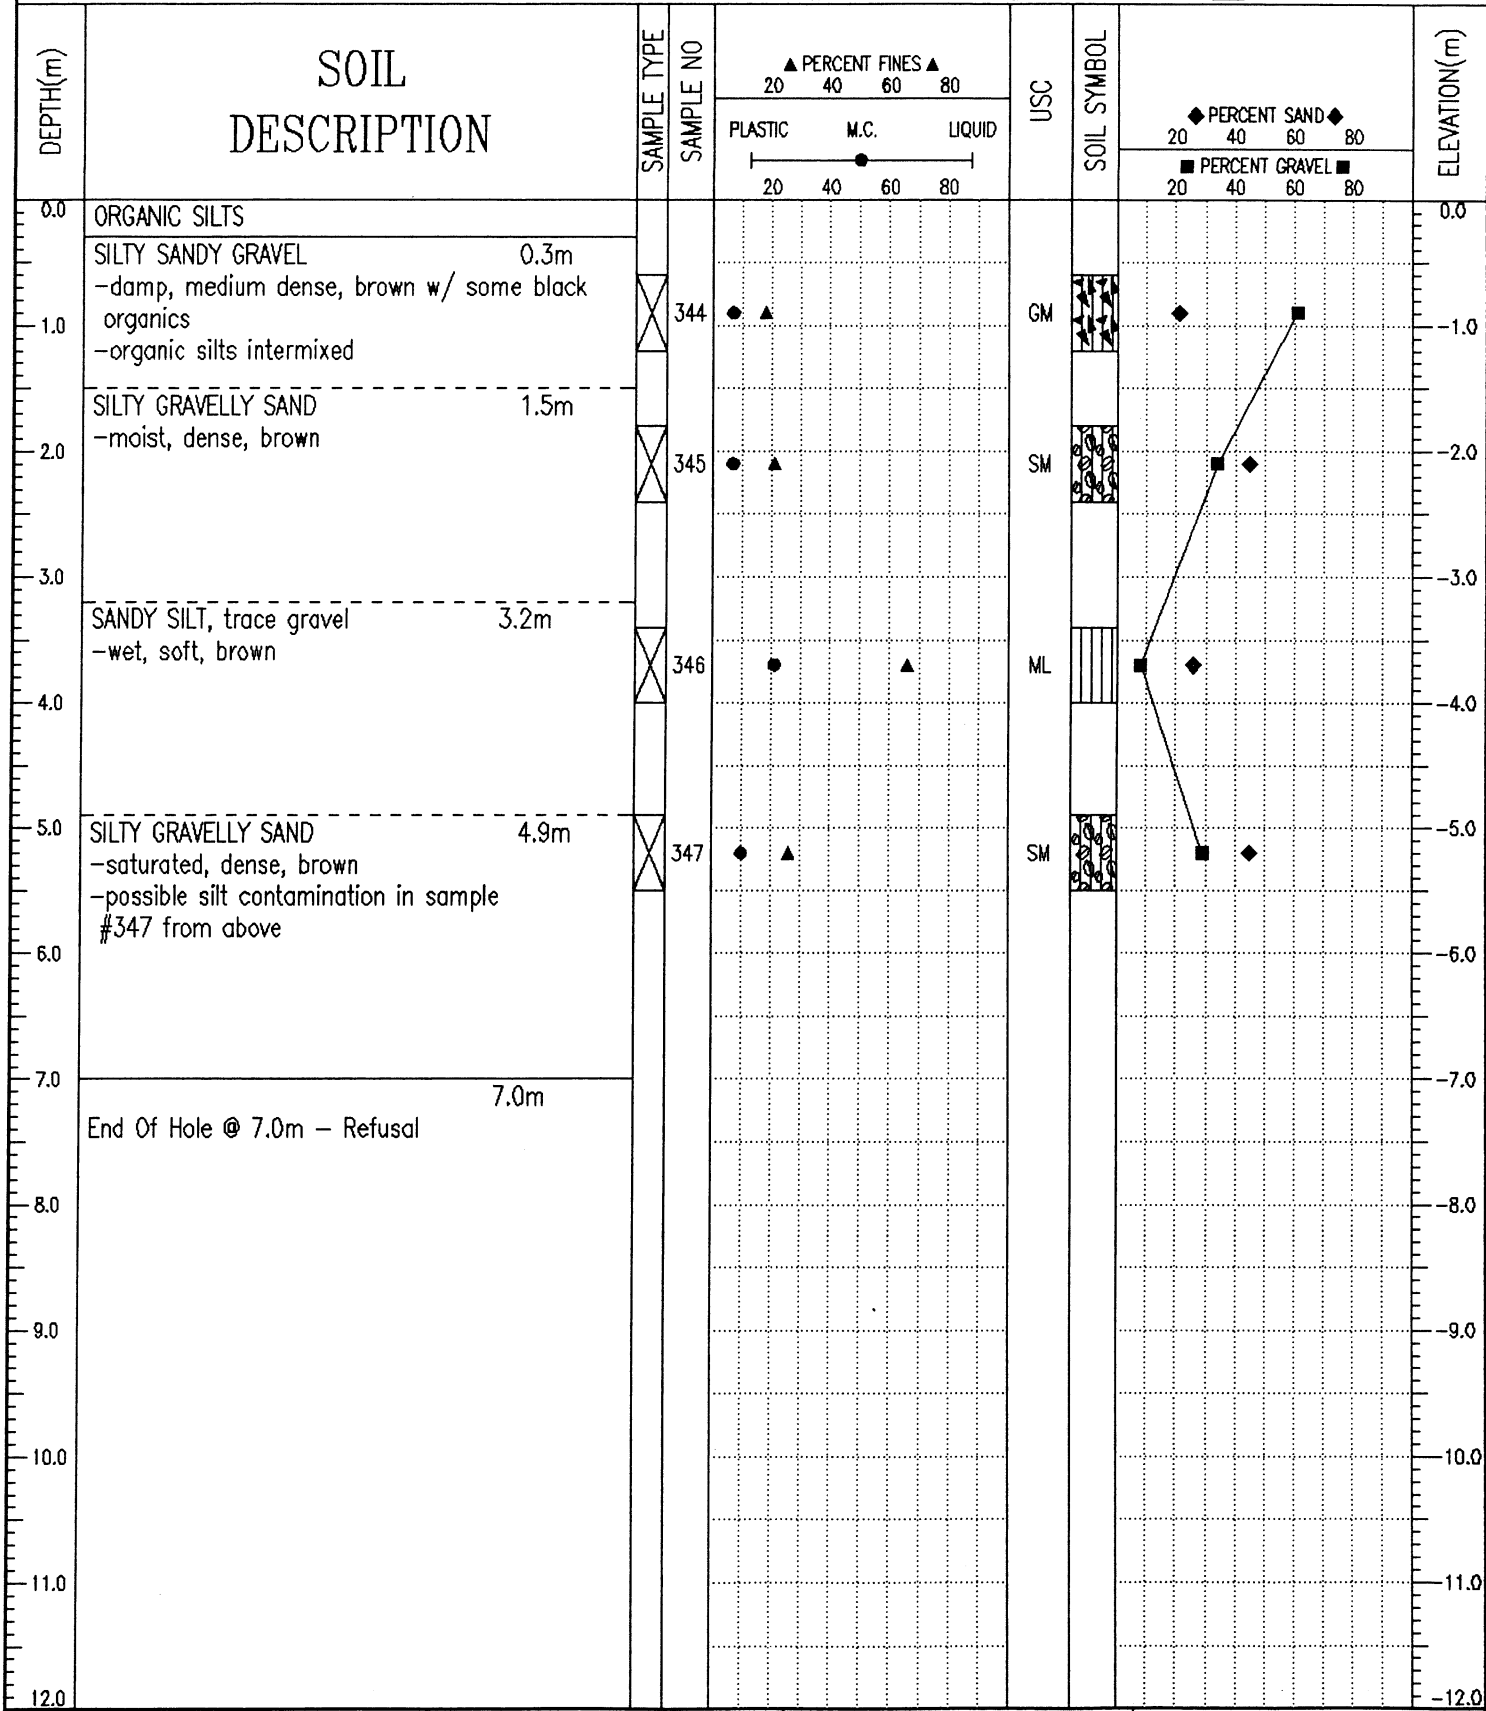 DEPTH(m)
SOIL
DESCRIPTION
SAMPLE TYPE
SAMPLE NO
▲ PERCENT FINES ▲
20 40 60 80
PLASTIC M.C. LIQUID
20 40 60 80
USC
SOIL SYMBOL
◆ PERCENT SAND ◆
20 40 60 80
■ PERCENT GRAVEL ■
20 40 60 80
ELEVATION(m)
0.0 ORGANIC SILTS 0.0
SILTY SANDY GRAVEL 0.3m
-damp, medium dense, brown w/ some black
344 GM
organics
1.0 -1.0
-organic silts intermixed
SILTY GRAVELLY SAND 1.5m
-moist, dense, brown
2.0 -2.0
345 SM
3.0 -3.0
SANDY SILT, trace gravel 3.2m
-wet, soft, brown
346 ML
4.0 -4.0
5.0 SILTY GRAVELLY SAND 4.9m -5.0
347 SM
-saturated, dense, brown
-possible silt contamination in sample
#347 from above
6.0 -6.0
7.0 -7.0
7.0m
End Of Hole @ 7.0m – Refusal
8.0 -8.0
9.0 -9.0
10.0 -10.0
11.0 -11.0
12.0 -12.0